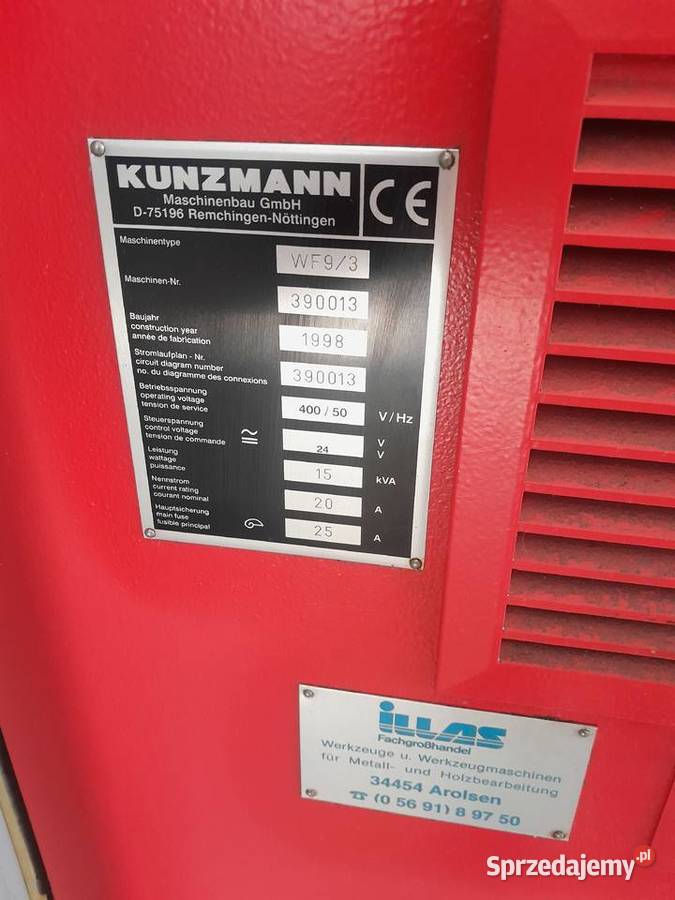 KUNZMANN
Maschinenbau GmbH
D-75196 Remchingen-Nöttingen
CE
Maschinentype
WF9/3
Maschinen-Nr.
390013
Baujahr
construction year
année de fabrication
1998
Stromlaufplan - Nr.
circuit diagram number
no. du diagramme des connexions
390013
Betriebsspannung
operating voltage
tension de service
400 / 50 V / Hz
Steuerspannung
control voltage
tension de commande
24 V
V
Leistung
wattage
puissance
15 kVA
Nennstrom
current rating
courant nominal
20 A
Hauptsicherung
main fuse
fusible principal
25 A
iLLAS
Fachgroßhandel
Werkzeuge u. Werkzeugmaschinen
für Metall- und Holzbearbeitung
34454 Arolsen
☎ (0 56 91) 8 97 50
Sprzedajemy.pl